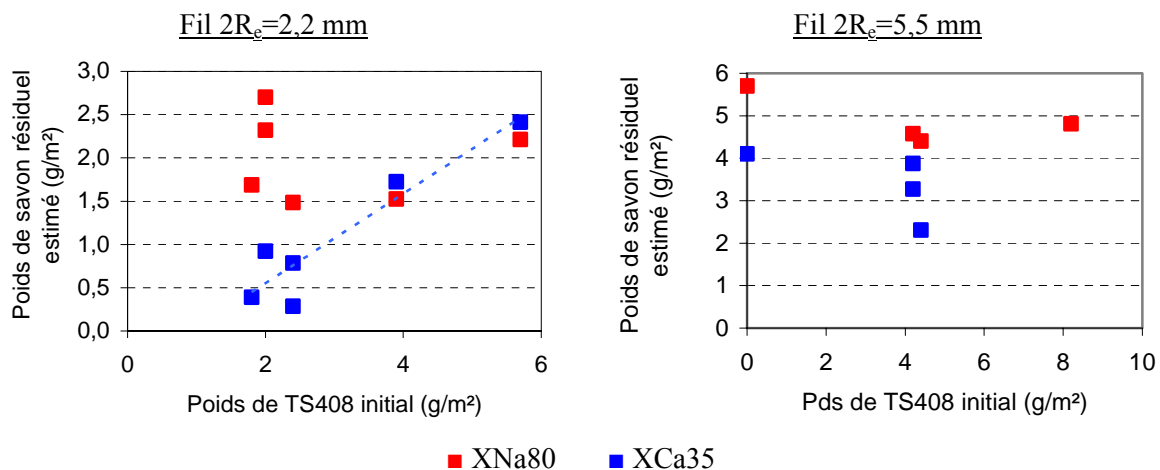 Fil 2Re=2,2 mm
Poids de savon résiduel
estimé (g/m²)
3,0
2,5
2,0
1,5
1,0
0,5
0,0
0
2
4
6
Poids de TS408 initial (g/m²)
Fil 2Re=5,5 mm
Poids de savon résiduel
estimé (g/m²)
6
5
4
3
2
1
0
0
2
4
6
8
10
Pds de TS408 initial (g/m²)
XNa80
XCa35